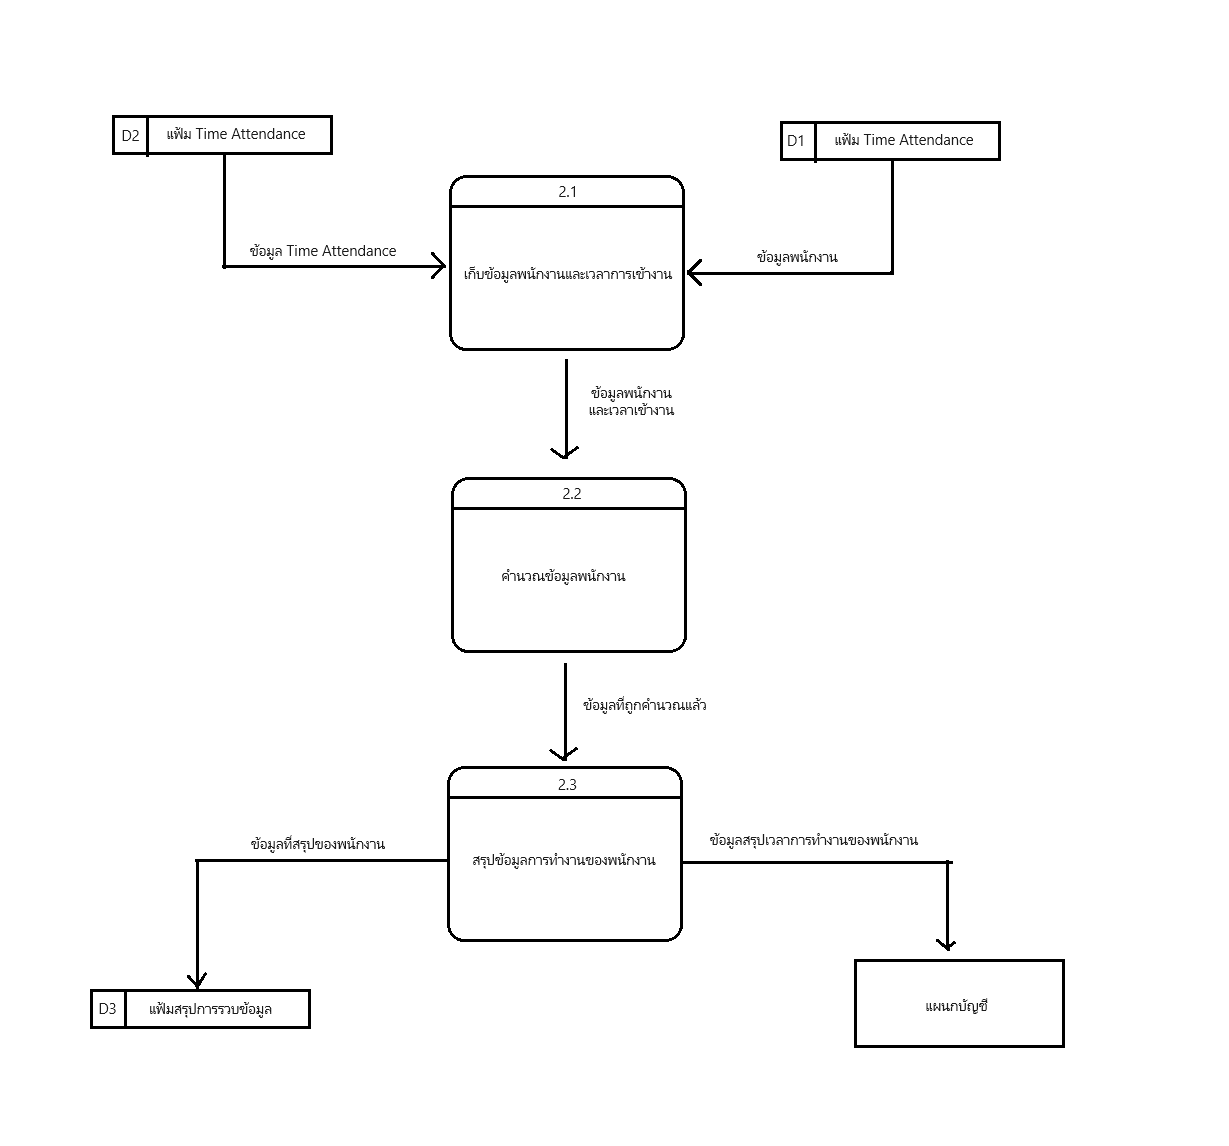 D2 แฟ้ม Time Attendance
D1 แฟ้ม Time Attendance
2.1
ข้อมูล Time Attendance
ข้อมูลพนักงาน
เก็บข้อมูลพนักงานและเวลาการเข้างาน
ข้อมูลพนักงาน
และเวลาเข้างาน
2.2
คำนวณข้อมูลพนักงาน
ข้อมูลที่ถูกคำนวณแล้ว
2.3
ข้อมูลที่สรุปของพนักงาน
ข้อมูลสรุปเวลาการทำงานของพนักงาน
สรุปข้อมูลการทำงานของพนักงาน
D3 แฟ้มสรุปการรวบข้อมูล
แผนกบัญชี